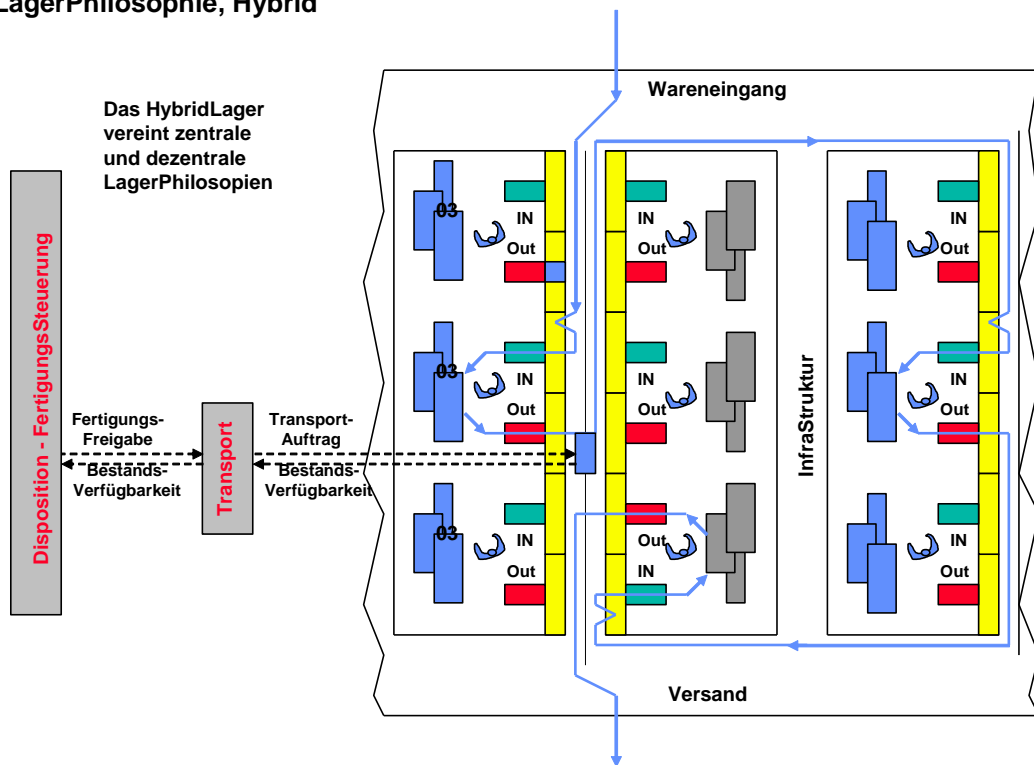 LagerPhilosophie, Hybrid
Das HybridLager
vereint zentrale
und dezentrale
LagerPhilosopien
Disposition - FertigungsSteuerung
Fertigungs-
Freigabe
Bestands-
Verfügbarkeit
Transport
Transport-
Auftrag
Bestands-
Verfügbarkeit
Wareneingang
03
IN
Out
03
IN
Out
03
IN
Out
IN
Out
IN
Out
Out
IN
InfraStruktur
IN
Out
IN
Out
IN
Out
Versand